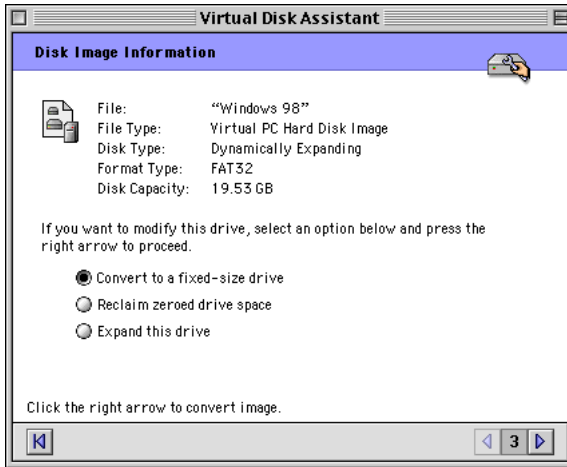 Virtual Disk Assistant
Disk Image Information
File: “Windows 98”
File Type: Virtual PC Hard Disk Image
Disk Type: Dynamically Expanding
Format Type: FAT32
Disk Capacity: 19.53 GB
If you want to modify this drive, select an option below and press the
right arrow to proceed.
Convert to a fixed-size drive
Reclaim zeroed drive space
Expand this drive
Click the right arrow to convert image.
3